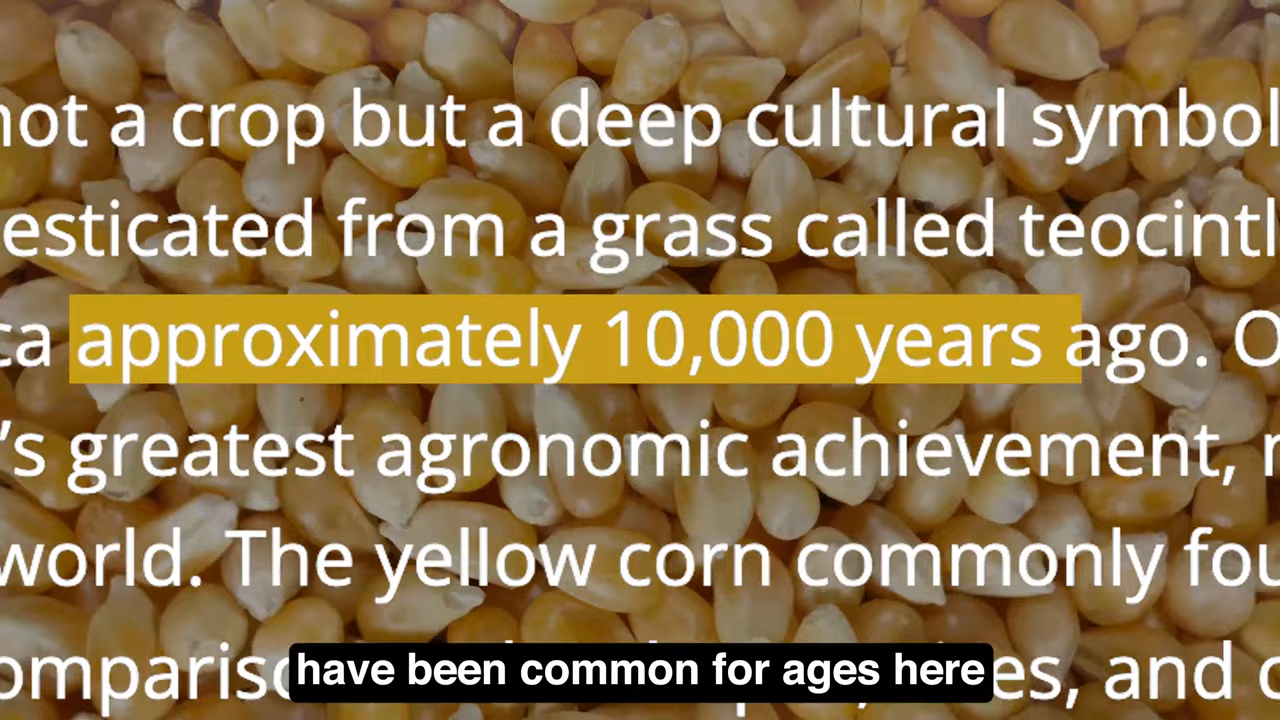 not a crop but a deep cultural symbol
esticated from a grass called teocintl
ca approximately 10,000 years ago. O
's greatest agronomic achievement,
world. The yellow corn commonly fou
omparis es, and
have been common for ages here